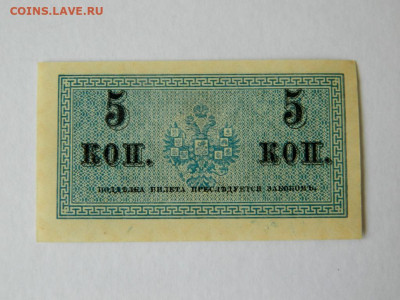 COINS.LAVE.RU
5 5
КОП. КОП.
ПОДДѢЛКА БИЛЕТА ПРЕСЛѢДУЕТСЯ ЗАКОНОМЪ.